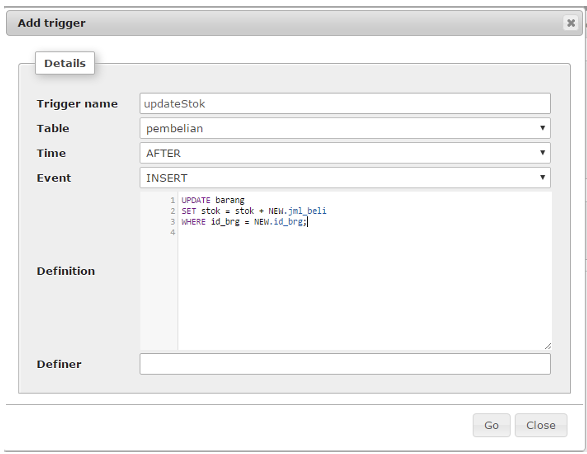 Add trigger
Details
Trigger name updateStok
Table pembelian
Time AFTER
Event INSERT
Definition
1 UPDATE barang
2 SET stok = stok + NEW.jml_beli
3 WHERE id_brg = NEW.id_brg;
4
Definer
Go Close